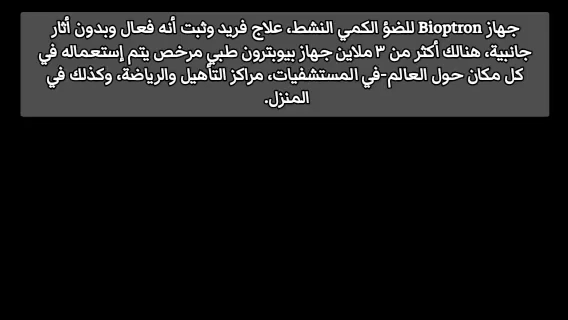 جهاز Bioptron للضؤ الكمي النشط، علاج فريد وثبت أنه فعال وبدون أثار
جانبية، هنالك أكثر من ٣ ملاين جهاز بيوبترون طبي مرخص يتم إستعماله في
كل مكان حول العالم-في المستشفيات، مراكز التأهيل والرياضة، وكذلك في
المنزل.